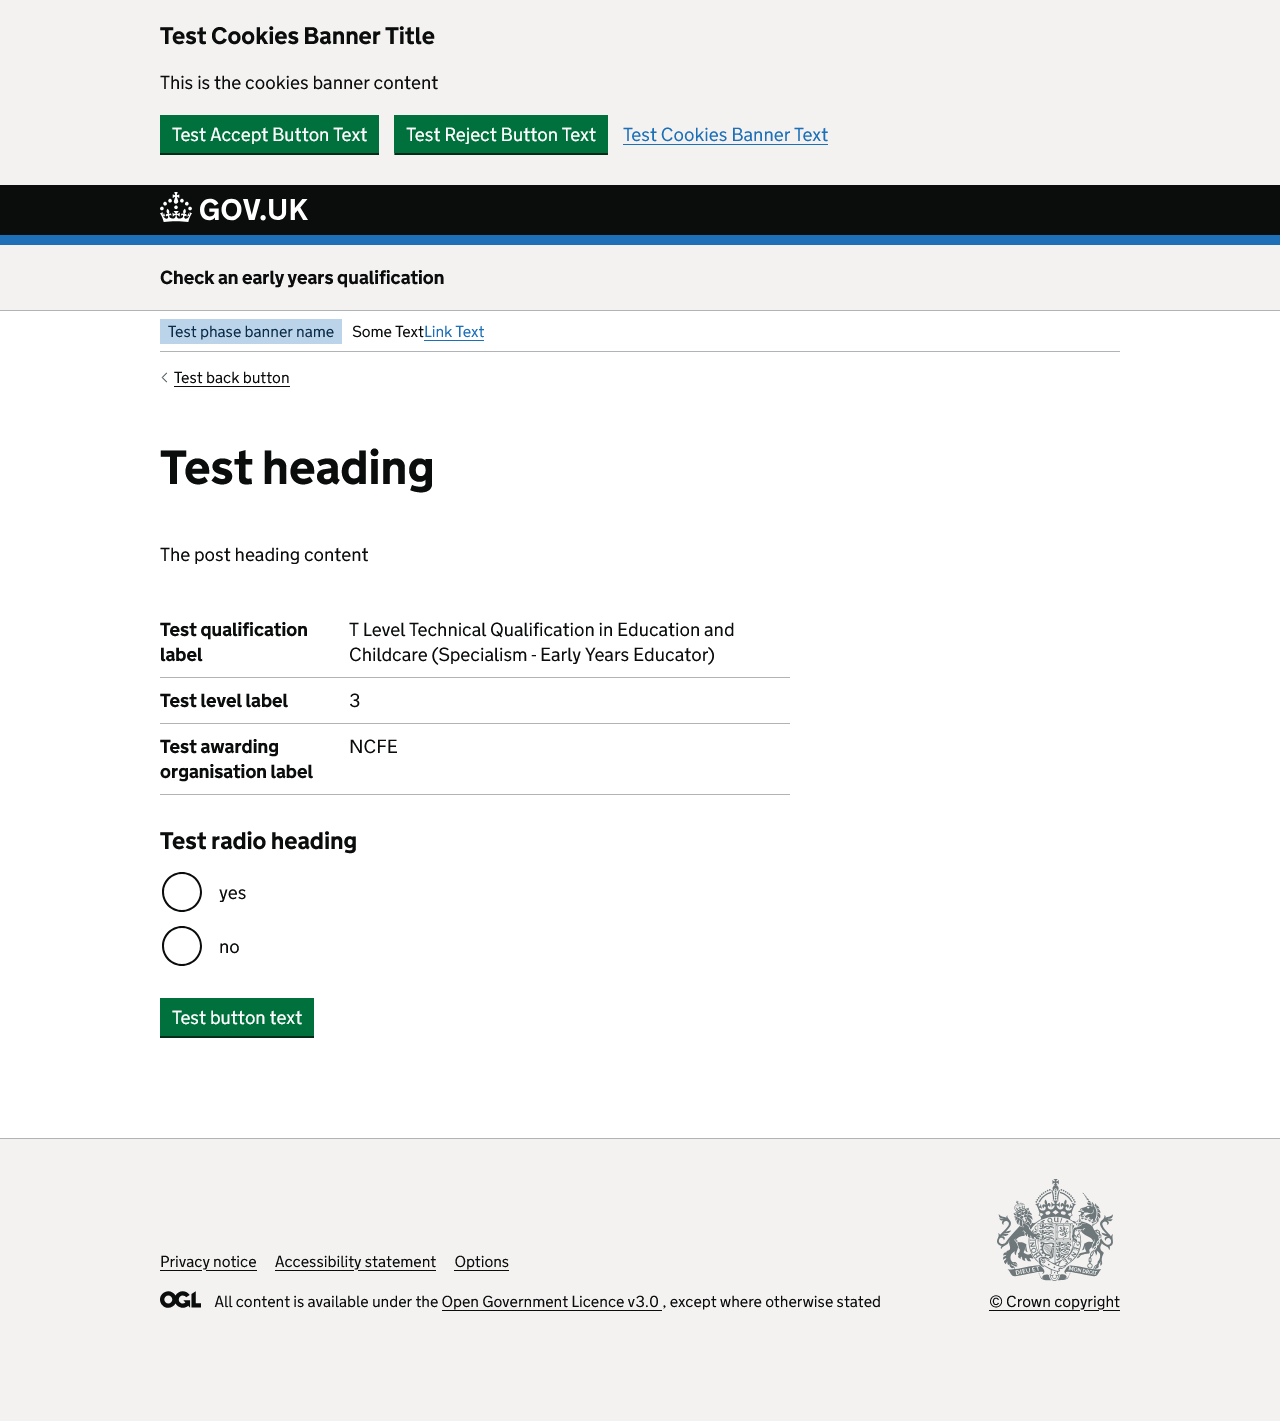 Test Cookies Banner Title
This is the cookies banner content
Test Accept Button Text Test Reject Button Text Test Cookies Banner Text
GOV.UK
Check an early years qualification
Test phase banner name Some TextLink Text
Test back button
Test heading
The post heading content
Test qualification label T Level Technical Qualification in Education and Childcare (Specialism - Early Years Educator)
Test level label 3
Test awarding organisation label NCFE
Test radio heading
yes
no
Test button text
Privacy notice Accessibility statement Options
OGL All content is available under the Open Government Licence v3.0 , except where otherwise stated
© Crown copyright